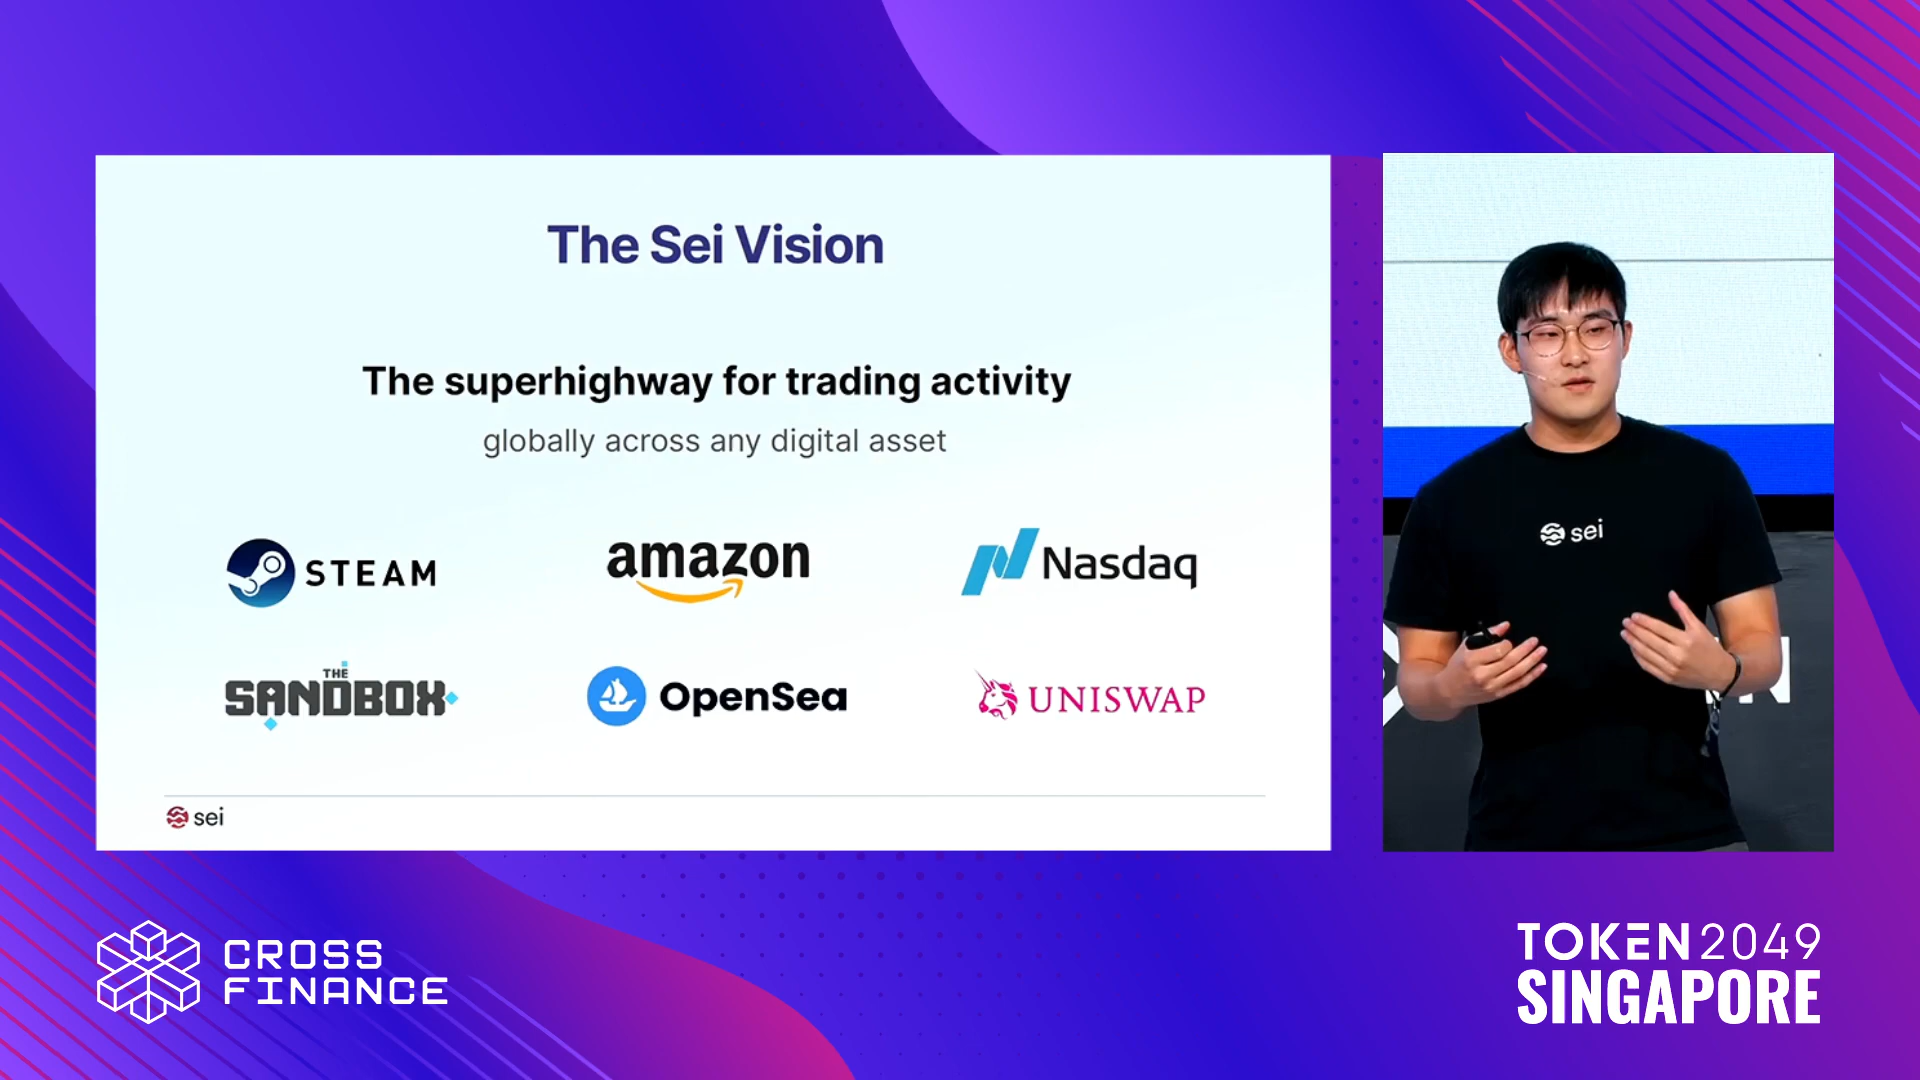 The Sei Vision
The superhighway for trading activity
globally across any digital asset
STEAM
amazon
Nasdaq
THE
SANDBOX
OpenSea
UNISWAP
sei
sei
CROSS
FINANCE
TOKEN2049
SINGAPORE